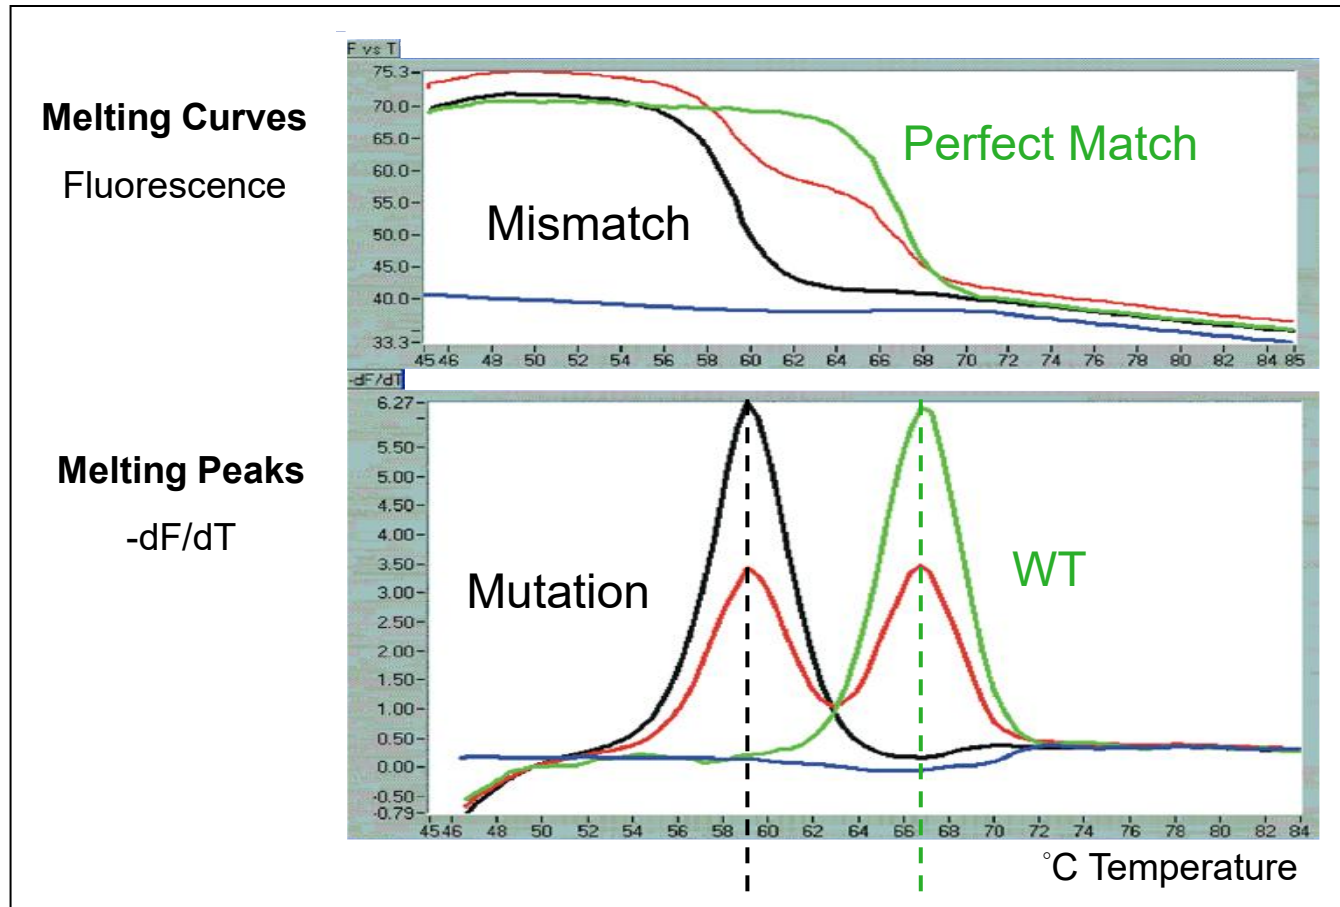 F vs T
75.3
70.0
65.0
60.0
55.0
50.0
45.0
40.0
33.3
45 46 48 50 52 54 56 58 60 62 64 66 68 70 72 74 76 78 80 82 84 85
Melting Curves
Fluorescence
Perfect Match
Mismatch
-dF/dT
6.27
5.50
5.00
4.50
4.00
3.50
3.00
2.50
2.00
1.50
1.00
0.50
0.00
-0.50
-0.79
45 46 48 50 52 54 56 58 60 62 64 66 68 70 72 74 76 78 80 82 84
Melting Peaks
-dF/dT
Mutation
WT
°C Temperature